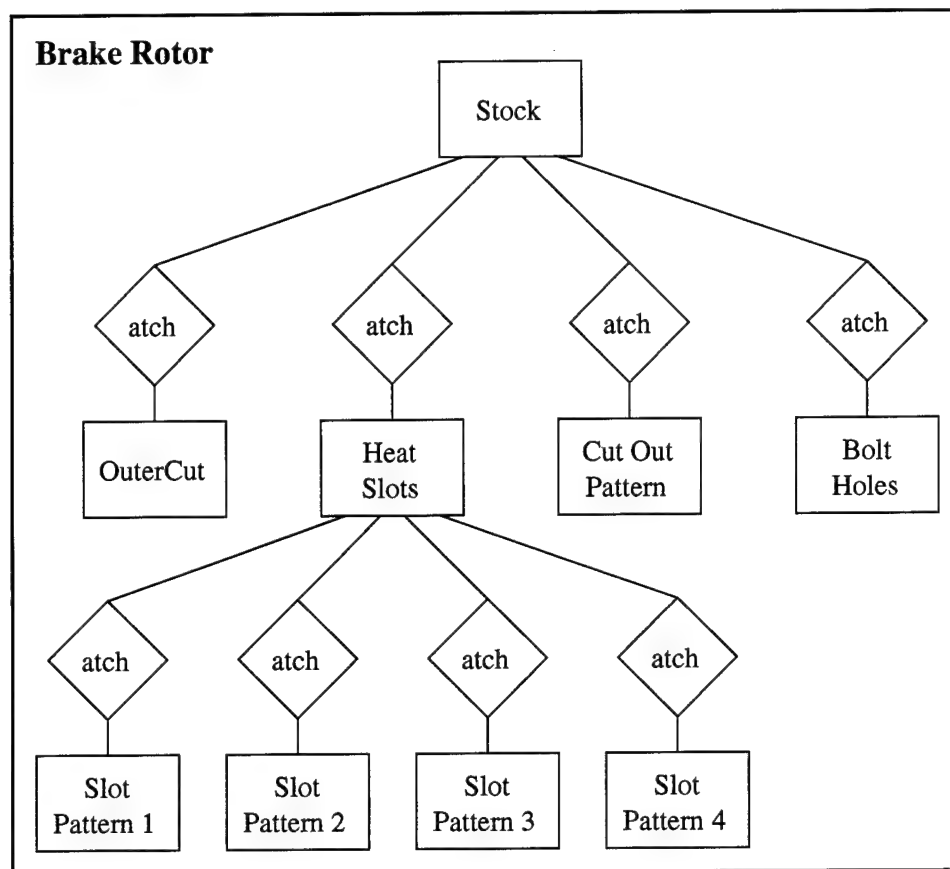 Brake Rotor
Stock
atch
atch
atch
atch
OuterCut
Heat
Slots
Cut Out
Pattern
Bolt
Holes
atch
atch
atch
atch
Slot
Pattern 1
Slot
Pattern 2
Slot
Pattern 3
Slot
Pattern 4